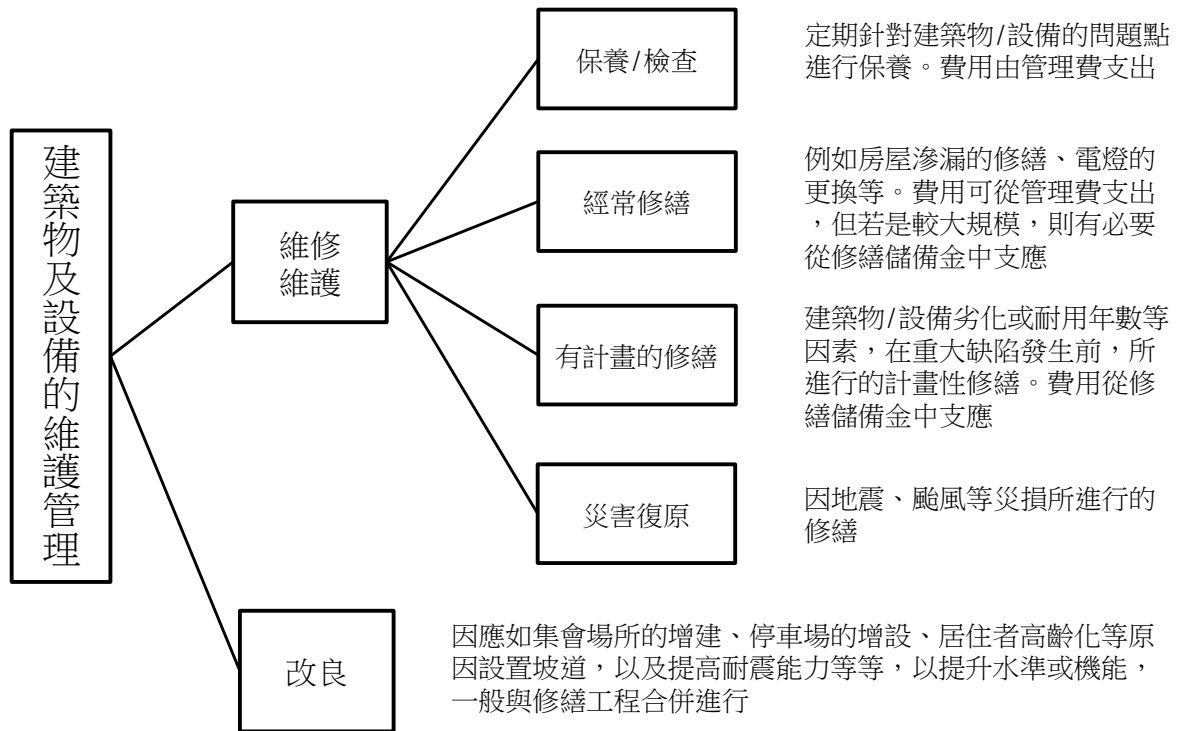 建築物及設備的維護管理
維修
維護
保養/檢查
定期針對建築物/設備的問題點
進行保養。費用由管理費支出
經常修繕
例如房屋滲漏的修繕、電燈的
更換等。費用可從管理費支出
，但若是較大規模，則有必要
從修繕儲備金中支應
有計畫的修繕
建築物/設備劣化或耐用年數等
因素，在重大缺陷發生前，所
進行的計畫性修繕。費用從修
繕儲備金中支應
災害復原
因地震、颱風等災損所進行的
修繕
改良
因應如集會場所的增建、停車場的增設、居住者高齡化等原
因設置坡道，以及提高耐震能力等等，以提升水準或機能，
一般與修繕工程合併進行